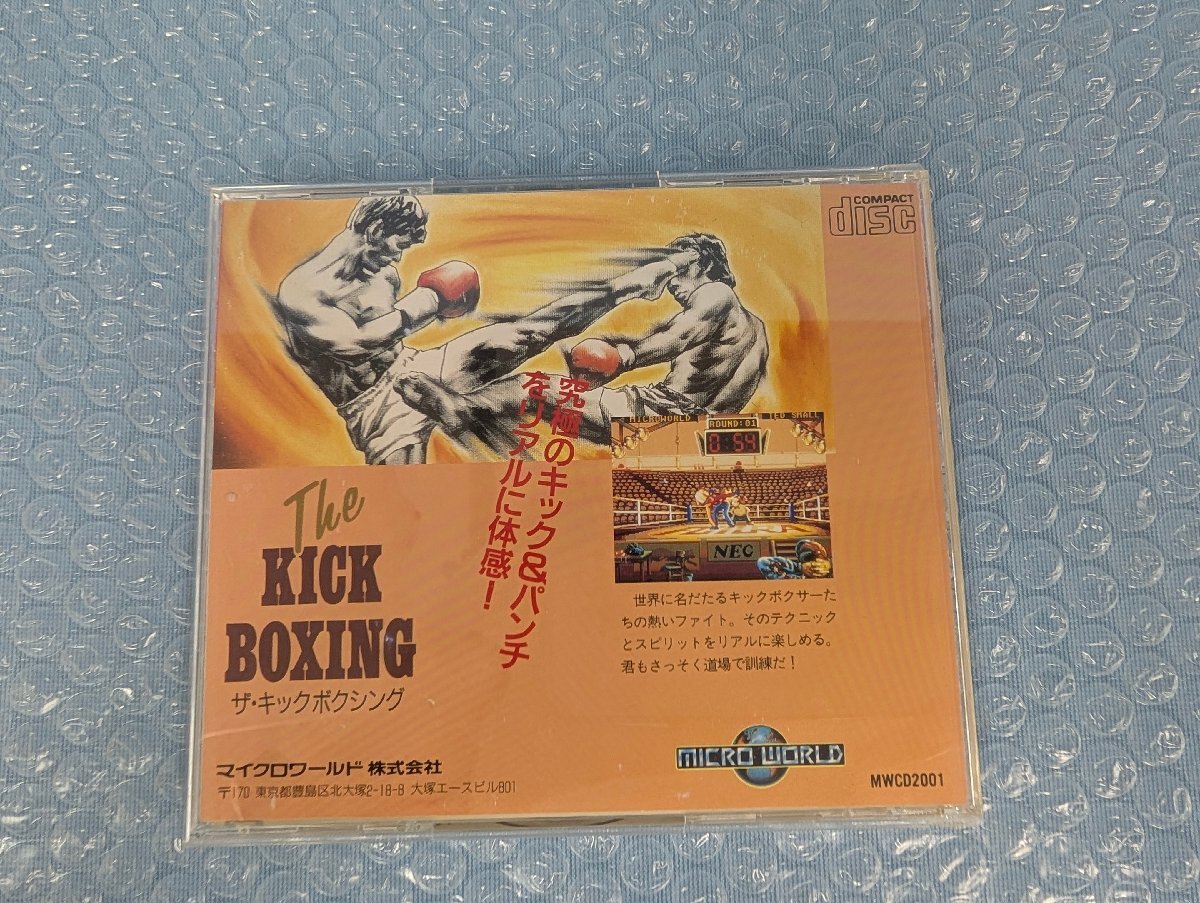 COMPACT
disc
究極のキック&パンチ
をリアルに体感!
MICROWORLD
TED SMALL
ROUND:01
0:59
NEC
The
KICK
BOXING
ザ・キックボクシング
世界に名だたるキックボクサーた
ちの熱いファイト。そのテクニック
とスピリットをリアルに楽しめる。
君もさっそく道場で訓練だ!
マイクロワールド株式会社
〒170 東京都豊島区北大塚2-18-8 大塚エースビル801
MICRO WORLD
MWCD2001